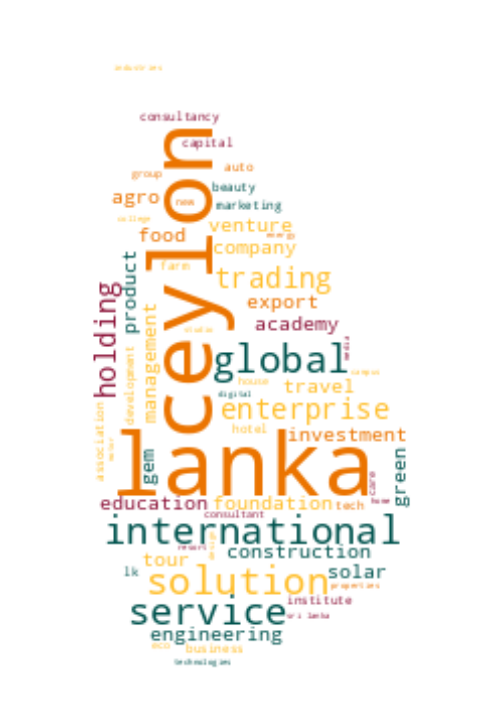 industries
consultancy
capital
auto
group
beauty
agro
new
marketing
college
venture
food
energy
company
ceylon
farm
trading
product
holding
export
academy
studio
management
development
media
global
campus
house
travel
digital
enterprise
association
hotel
investment
lanka
gem
green
care
home
education
foundation
tech
consultant
international
resort
construction
tour
lk
solar
solution
properties
institute
service
sri lanka
engineering
eco
business
technologies